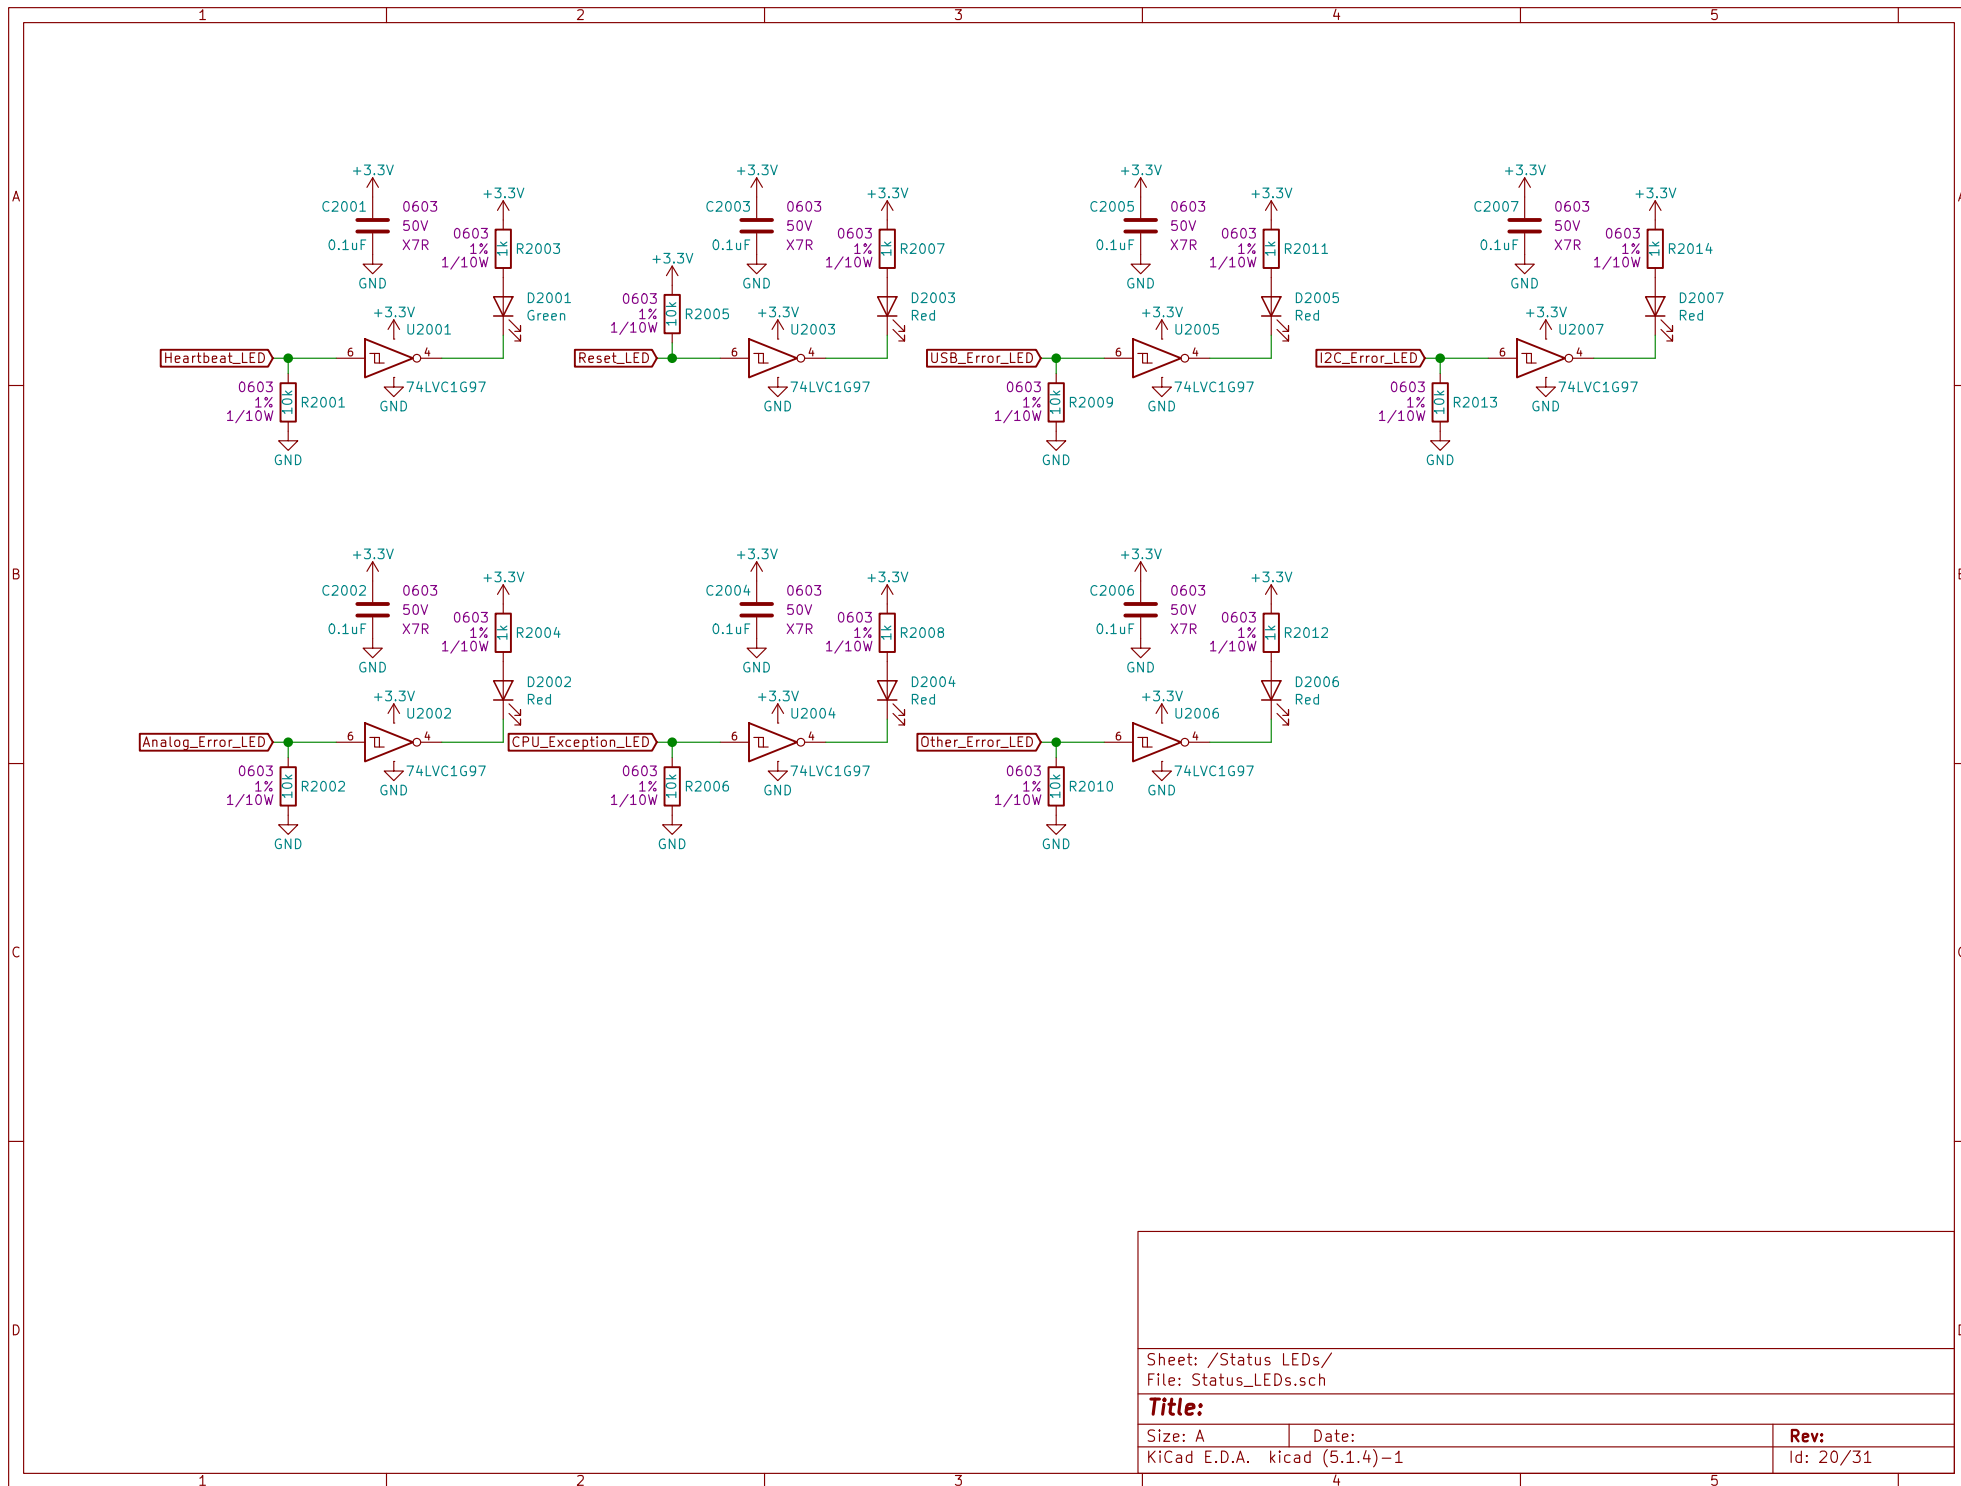 1 2 3 4 5
A
+3.3V
C2001
0.1uF
0603
50V
X7R
GND
+3.3V
0603
1%
1/10W
1k
R2003
D2001
Green
+3.3V
U2001
Heartbeat_LED
6
4
74LVC1G97
GND
0603
1%
1/10W
10k
R2001
GND
+3.3V
C2003
0.1uF
0603
50V
X7R
GND
+3.3V
0603
1%
1/10W
1k
R2007
D2003
Red
+3.3V
0603
1%
1/10W
10k
R2005
+3.3V
U2003
Reset_LED
6
4
74LVC1G97
GND
+3.3V
C2005
0.1uF
0603
50V
X7R
GND
+3.3V
0603
1%
1/10W
1k
R2011
D2005
Red
+3.3V
U2005
USB_Error_LED
6
4
74LVC1G97
GND
0603
1%
1/10W
10k
R2009
GND
+3.3V
C2007
0.1uF
0603
50V
X7R
GND
+3.3V
0603
1%
1/10W
1k
R2014
D2007
Red
+3.3V
U2007
I2C_Error_LED
6
4
74LVC1G97
GND
0603
1%
1/10W
10k
R2013
GND
B
+3.3V
C2002
0.1uF
0603
50V
X7R
GND
+3.3V
0603
1%
1/10W
1k
R2004
D2002
Red
+3.3V
U2002
Analog_Error_LED
6
4
74LVC1G97
GND
0603
1%
1/10W
10k
R2002
GND
+3.3V
C2004
0.1uF
0603
50V
X7R
GND
+3.3V
0603
1%
1/10W
1k
R2008
D2004
Red
+3.3V
U2004
CPU_Exception_LED
6
4
74LVC1G97
GND
0603
1%
1/10W
10k
R2006
GND
+3.3V
C2006
0.1uF
0603
50V
X7R
GND
+3.3V
0603
1%
1/10W
1k
R2012
D2006
Red
+3.3V
U2006
Other_Error_LED
6
4
74LVC1G97
GND
0603
1%
1/10W
10k
R2010
GND
C
D
Sheet: /Status LEDs/
File: Status_LEDs.sch
Title:
Size: A Date: Rev:
KiCad E.D.A. kicad (5.1.4)-1 Id: 20/31
1 2 3 4 5